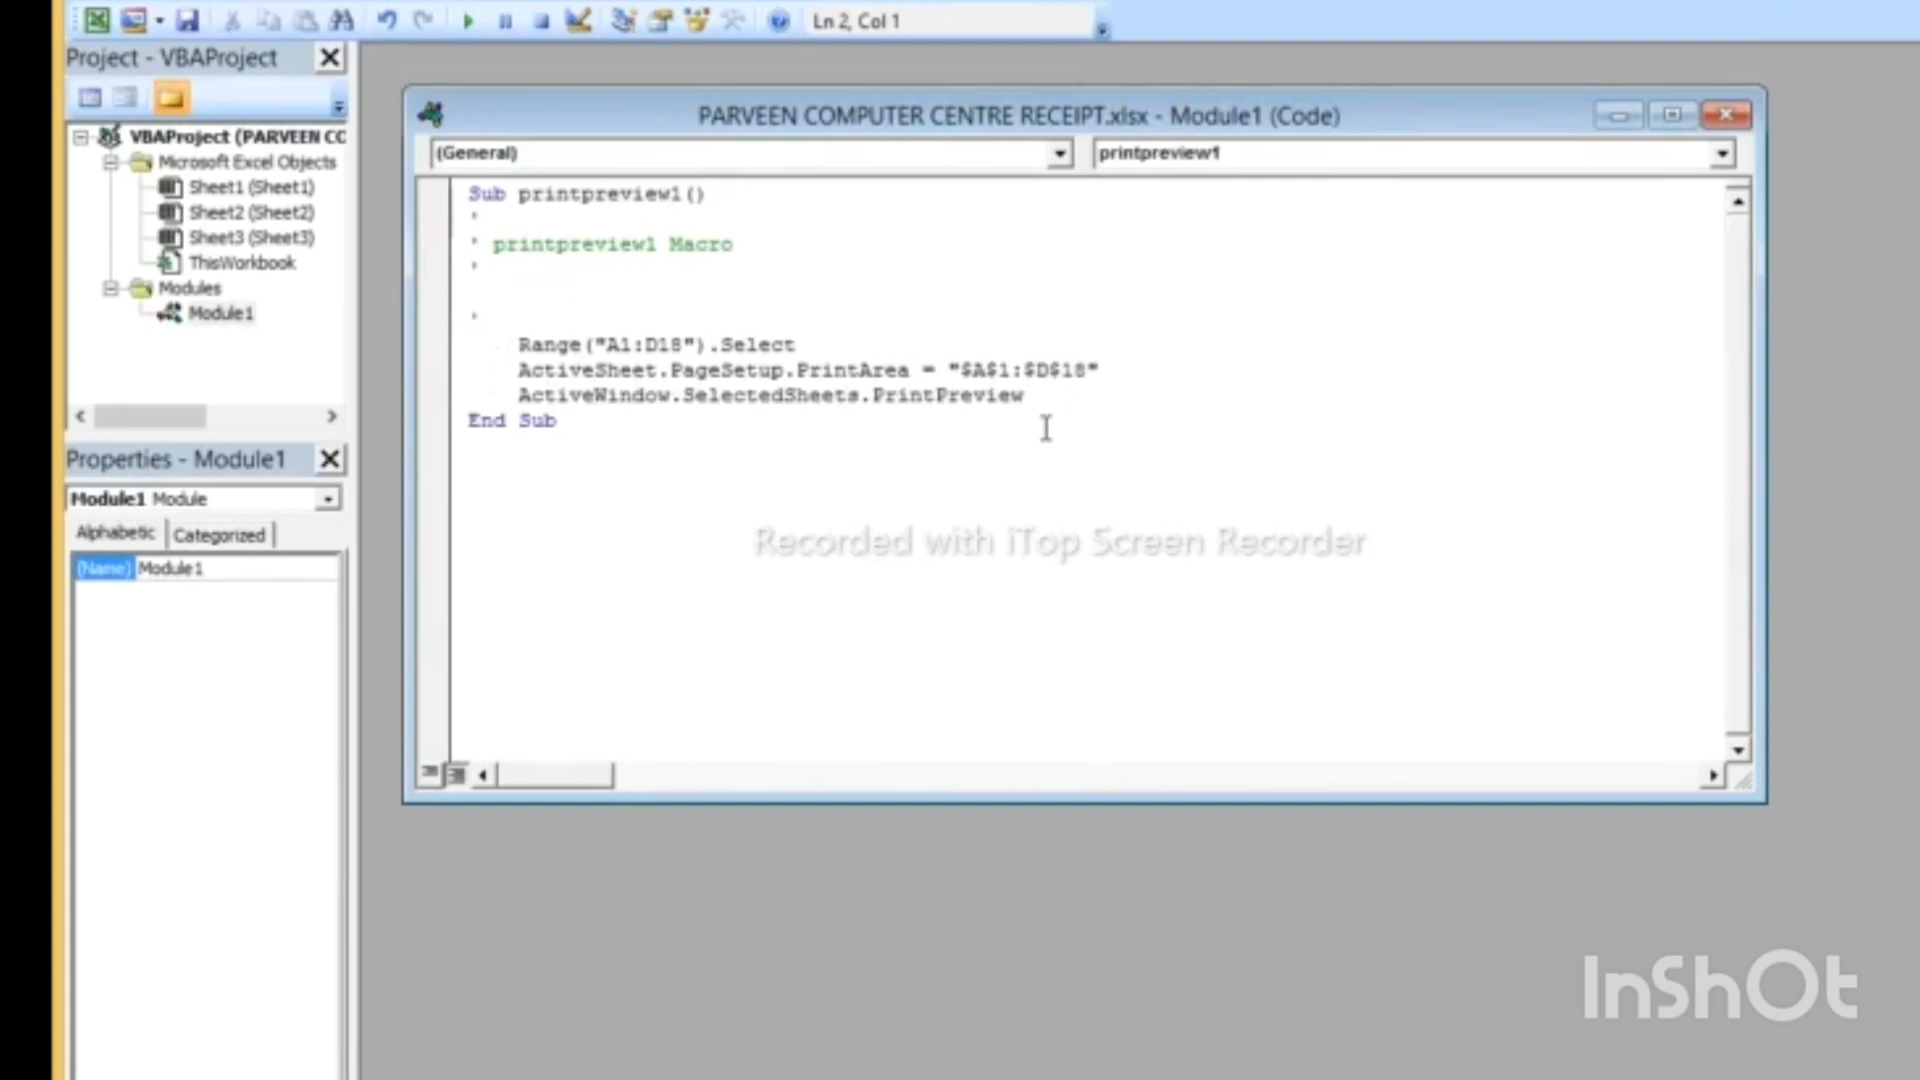 Ln 2, Col 1
Project - VBAProject
VBAProject (PARVEEN CC
Microsoft Excel Objects
Sheet1 (Sheet1)
Sheet2 (Sheet2)
Sheet3 (Sheet3)
ThisWorkbook
Modules
Module1
Properties - Module1
Module1 Module
Alphabetic Categorized
(Name) Module1
PARVEEN COMPUTER CENTRE RECEIPT.xlsx - Module1 (Code)
(General) printpreview1
Sub printpreview1()
'
' printpreview1 Macro
'
'
Range("A1:D18").Select
ActiveSheet.PageSetup.PrintArea = "$A$1:$D$18"
ActiveWindow.SelectedSheets.PrintPreview
End Sub
Recorded with iTop Screen Recorder
InShOt